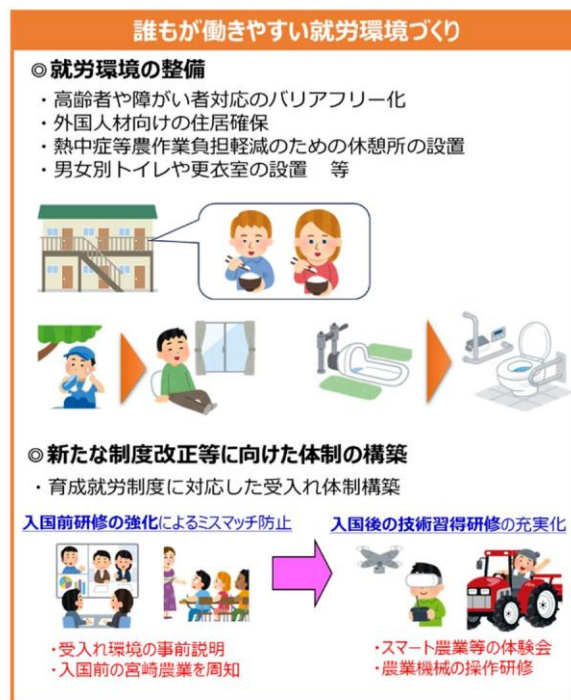 誰もが働きやすい就労環境づくり
◎就労環境の整備
・高齢者や障がい者対応のバリアフリー化
・外国人材向けの住居確保
・熱中症等農作業負担軽減のための休憩所の設置
・男女別トイレや更衣室の設置　等
◎新たな制度改正等に向けた体制の構築
・育成就労制度に対応した受入れ体制構築
入国前研修の強化によるミスマッチ防止
入国後の技術習得研修の充実化
・受入れ環境の事前説明
・入国前の宮崎農業を周知
・スマート農業等の体験会
・農業機械の操作研修